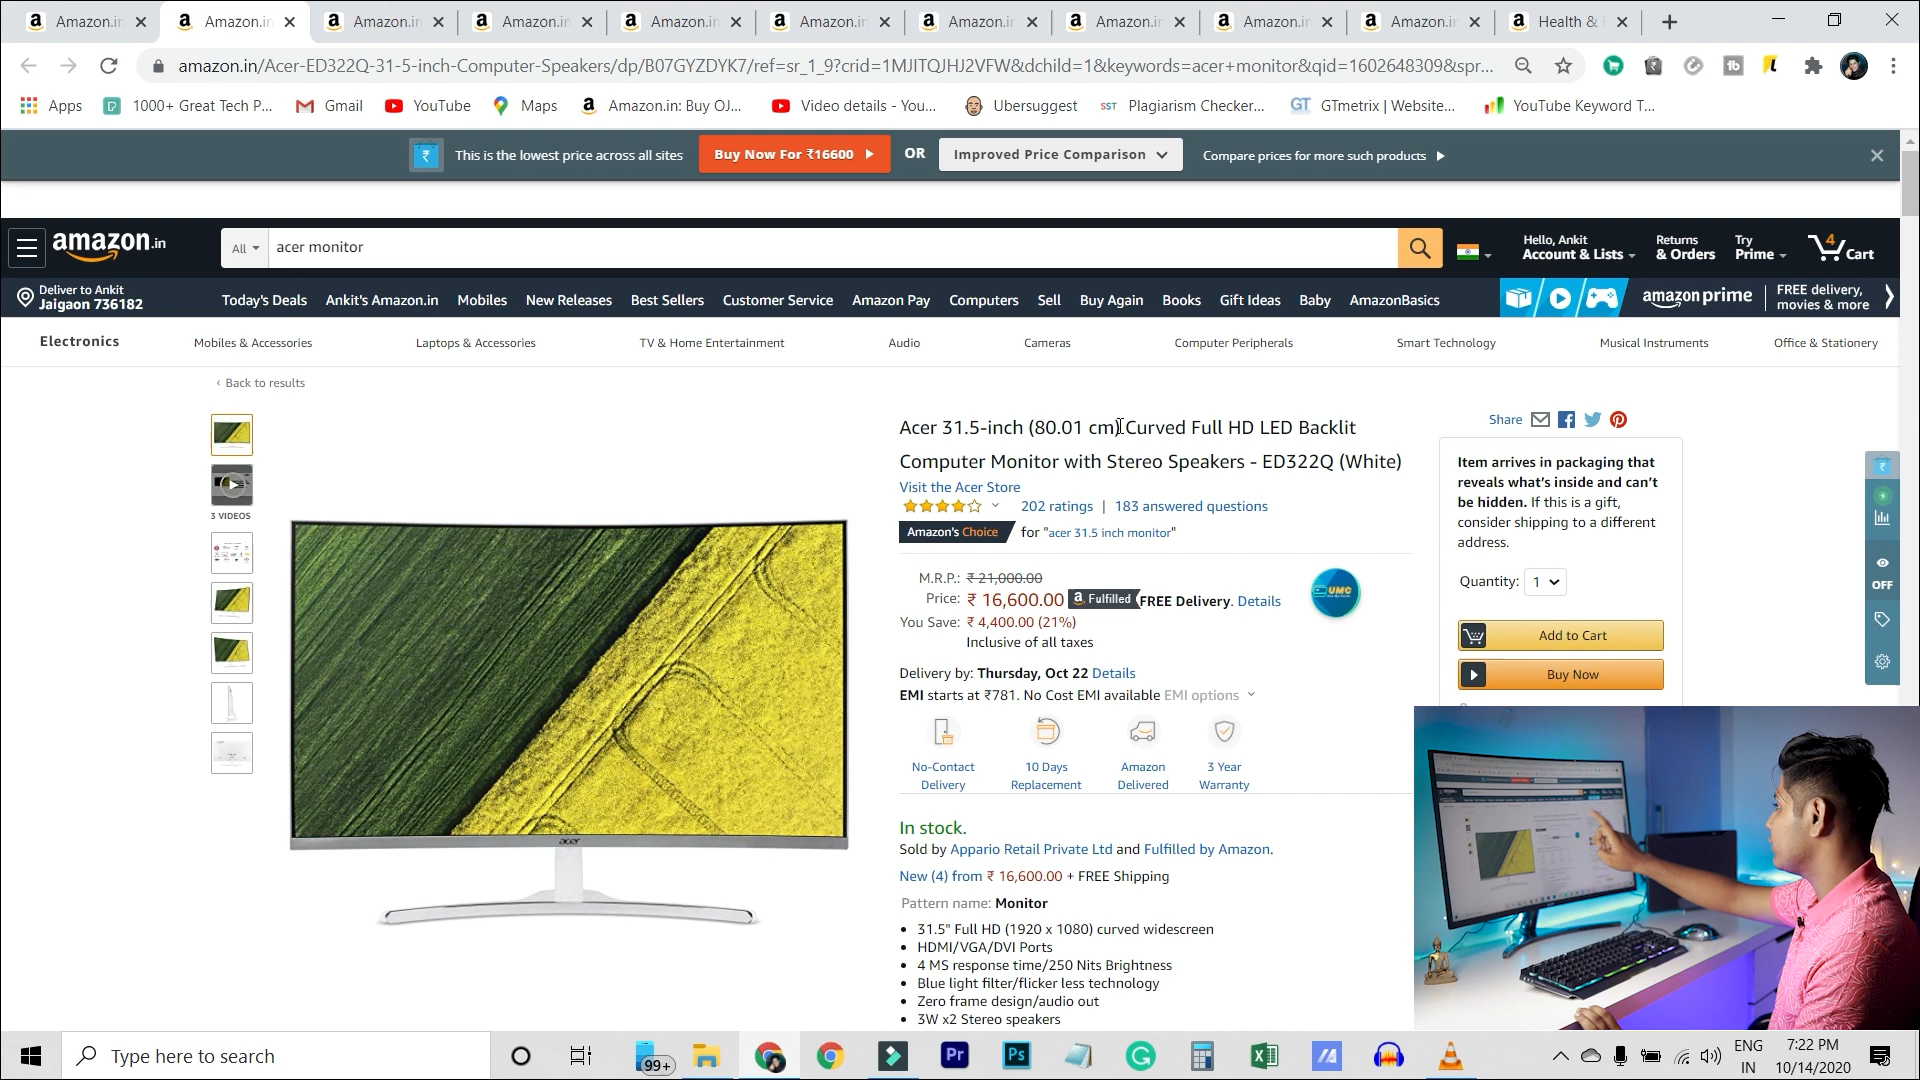 Amazon.in
Amazon.in
Amazon.in
Amazon.in
Amazon.in
Amazon.in
Amazon.in
Amazon.in
Amazon.in
Amazon.in
Health &
amazon.in/Acer-ED322Q-31-5-inch-Computer-Speakers/dp/B07GYZDYK7/ref=sr_1_9?crid=1MJITQJHJ2VFW&dchild=1&keywords=acer+monitor&qid=1602648309&spr...
Apps
1000+ Great Tech P...
Gmail
YouTube
Maps
Amazon.in: Buy OJ...
Video details - You...
Ubersuggest
SST Plagiarism Checker...
GT GTmetrix | Website...
YouTube Keyword T...
This is the lowest price across all sites
Buy Now For ₹16600
OR
Improved Price Comparison
Compare prices for more such products
amazon.in
All
acer monitor
Hello, Ankit
Account & Lists
Returns
& Orders
Try
Prime
4
Cart
Deliver to Ankit
Jaigaon 736182
Today's Deals
Ankit's Amazon.in
Mobiles
New Releases
Best Sellers
Customer Service
Amazon Pay
Computers
Sell
Buy Again
Books
Gift Ideas
Baby
AmazonBasics
amazon prime
FREE delivery,
movies & more
Electronics
Mobiles & Accessories
Laptops & Accessories
TV & Home Entertainment
Audio
Cameras
Computer Peripherals
Smart Technology
Musical Instruments
Office & Stationery
‹ Back to results
3 VIDEOS
acer
Acer 31.5-inch (80.01 cm) Curved Full HD LED Backlit
Computer Monitor with Stereo Speakers - ED322Q (White)
Visit the Acer Store
202 ratings | 183 answered questions
Amazon's Choice for "acer 31.5 inch monitor"
M.R.P.: ₹ 21,000.00
Price: ₹ 16,600.00 a Fulfilled FREE Delivery. Details
You Save: ₹ 4,400.00 (21%)
Inclusive of all taxes
UMC
Delivery by: Thursday, Oct 22 Details
EMI starts at ₹781. No Cost EMI available EMI options
No-Contact
Delivery
10 Days
Replacement
Amazon
Delivered
3 Year
Warranty
In stock.
Sold by Appario Retail Private Ltd and Fulfilled by Amazon.
New (4) from ₹ 16,600.00 + FREE Shipping
Pattern name: Monitor
• 31.5" Full HD (1920 x 1080) curved widescreen
• HDMI/VGA/DVI Ports
• 4 MS response time/250 Nits Brightness
• Blue light filter/flicker less technology
• Zero frame design/audio out
• 3W x2 Stereo speakers
Share
Item arrives in packaging that
reveals what's inside and can't
be hidden. If this is a gift,
consider shipping to a different
address.
Quantity: 1
Add to Cart
Buy Now
OFF
Type here to search
99+
Pr
Ps
ENG
IN
7:22 PM
10/14/2020